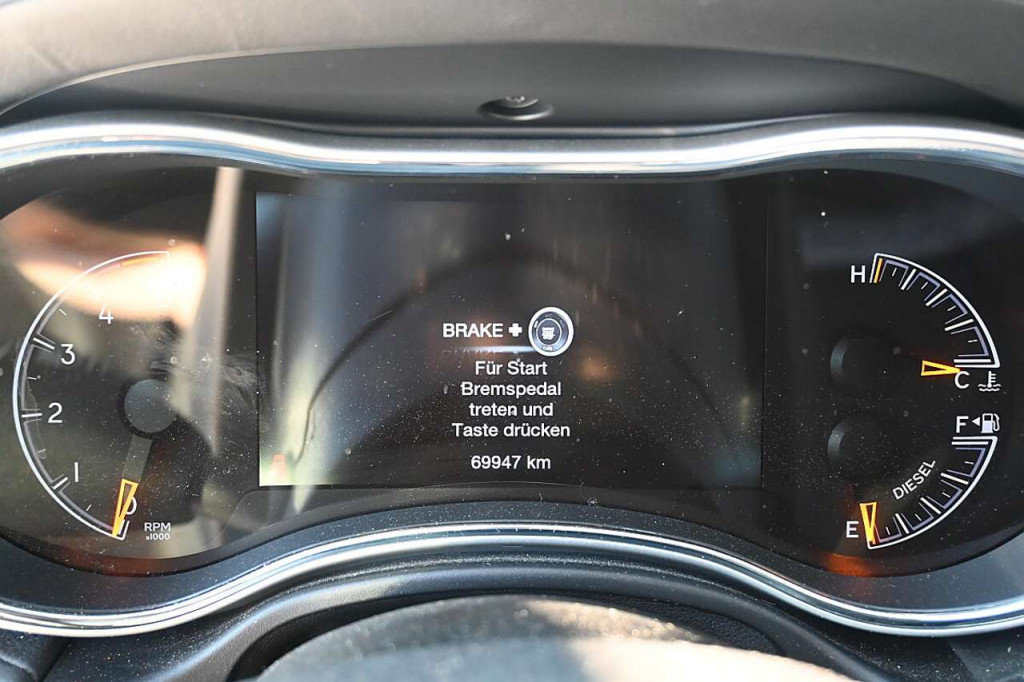 BRAKE +
Für Start
Bremspedal
treten und
Taste drücken
69947 km
4
3
2
1
0
RPM
x1000
H
C
F
DIESEL
E